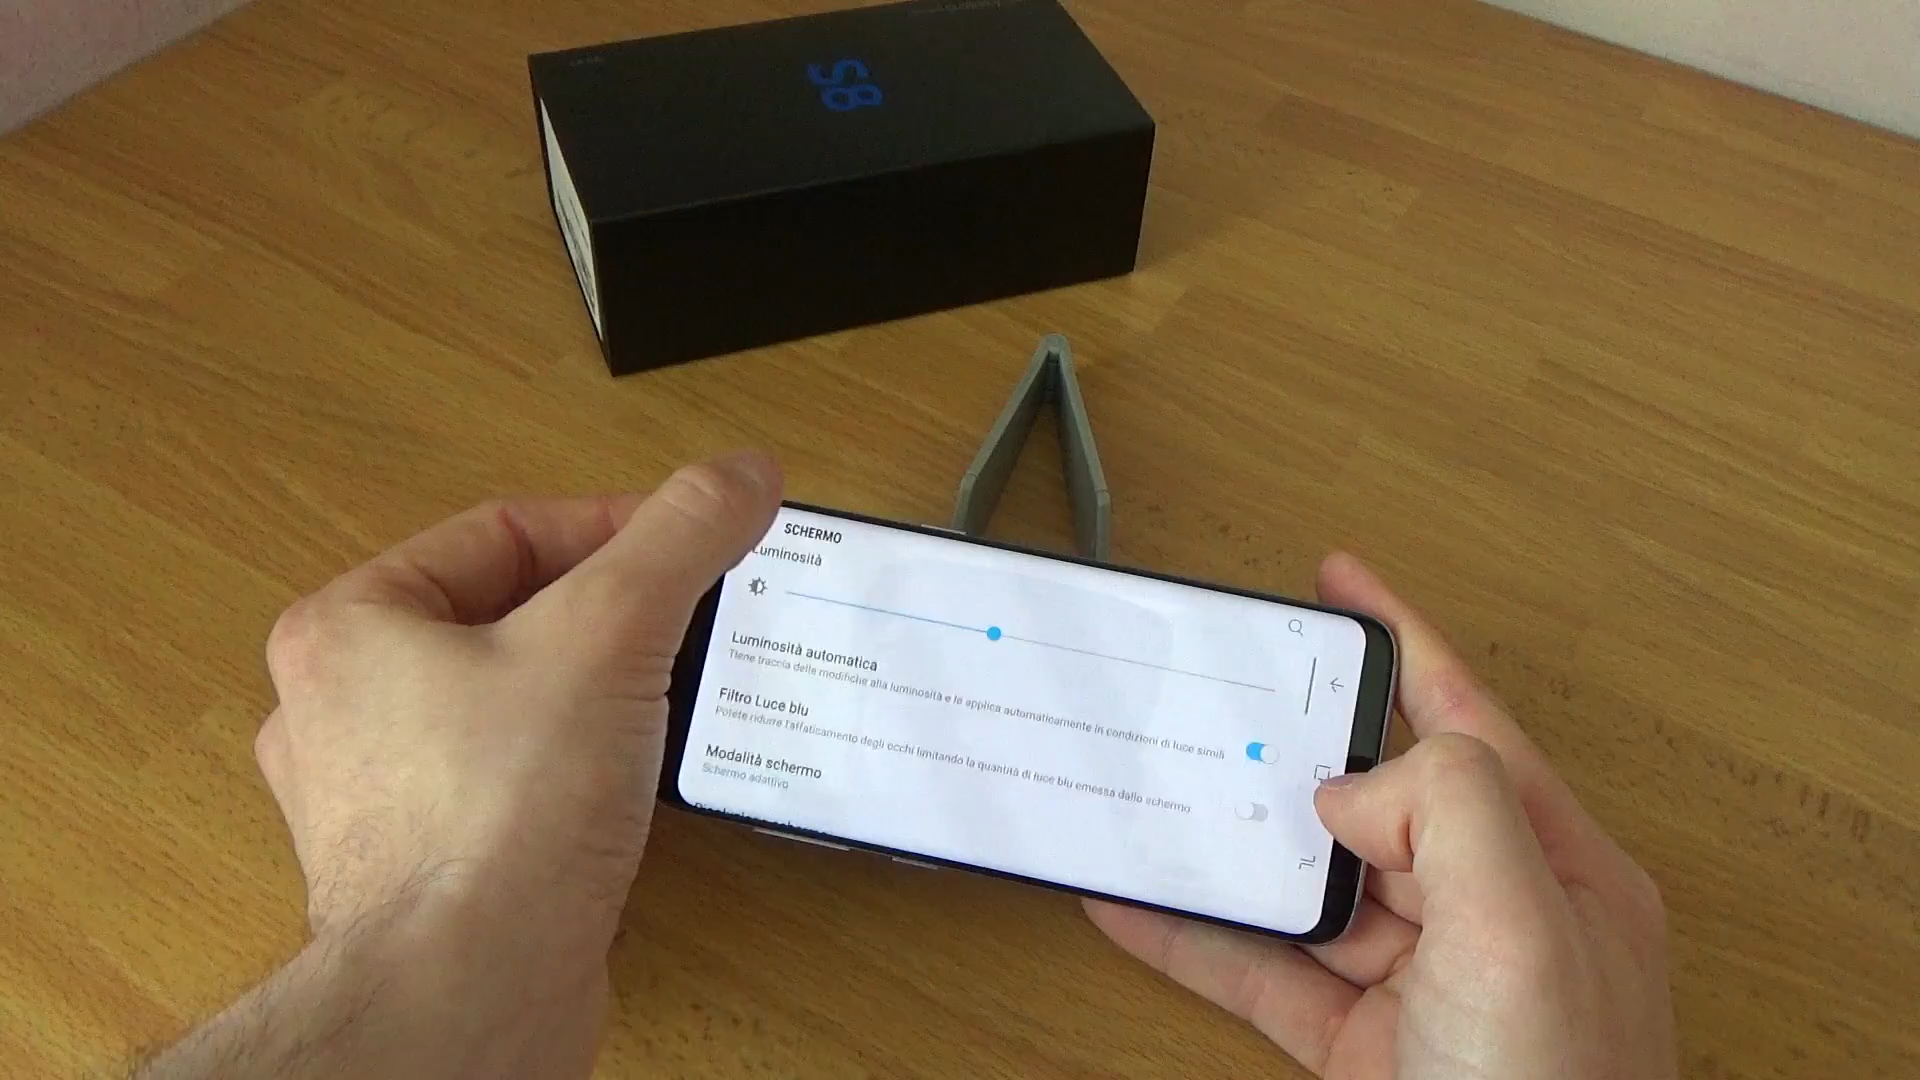 S8
SCHERMO
Luminosità
Luminosità automatica
Tiene traccia delle modifiche alla luminosità e le applica automaticamente in condizioni di luce simili
Filtro Luce blu
Potete ridurre l'affaticamento degli occhi limitando la quantità di luce blu emessa dallo schermo.
Modalità schermo
Schermo adattivo